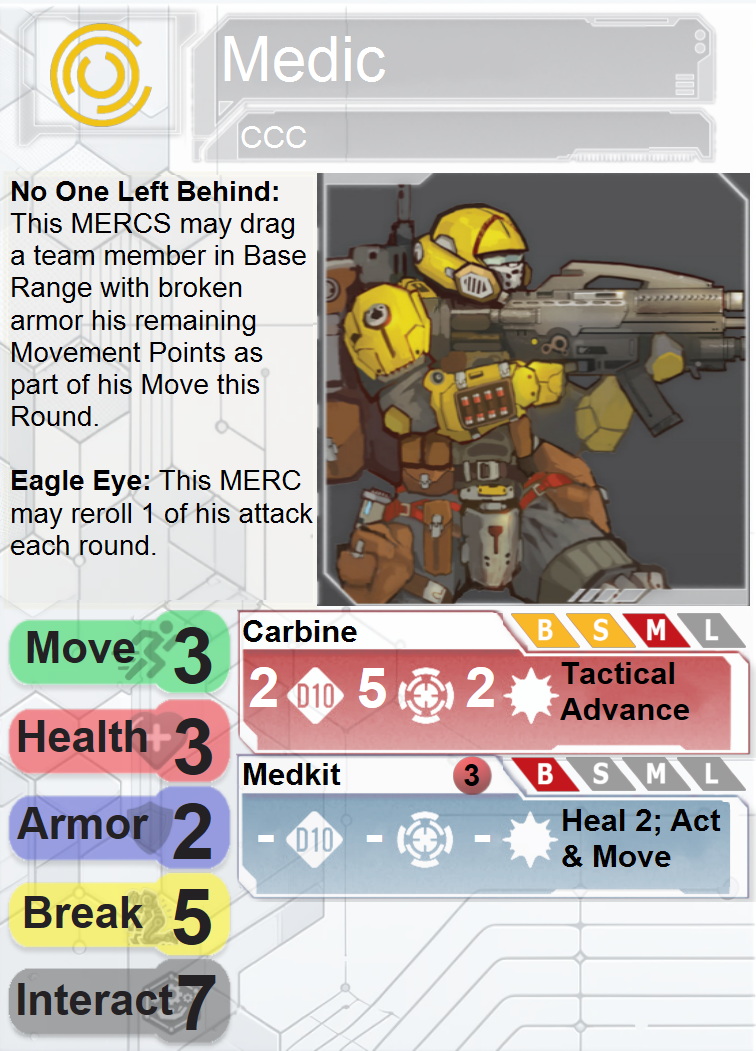 Medic
CCC
No One Left Behind:
This MERCS may drag
a team member in Base
Range with broken
armor his remaining
Movement Points as
part of his Move this
Round.
Eagle Eye: This MERC
may reroll 1 of his attack
each round.
Move 3
Health 3
Armor 2
Break 5
Interact 7
Carbine B S M L
2 D10 5 2 Tactical
Advance
Medkit 3 B S M L
- D10 - - Heal 2; Act
& Move